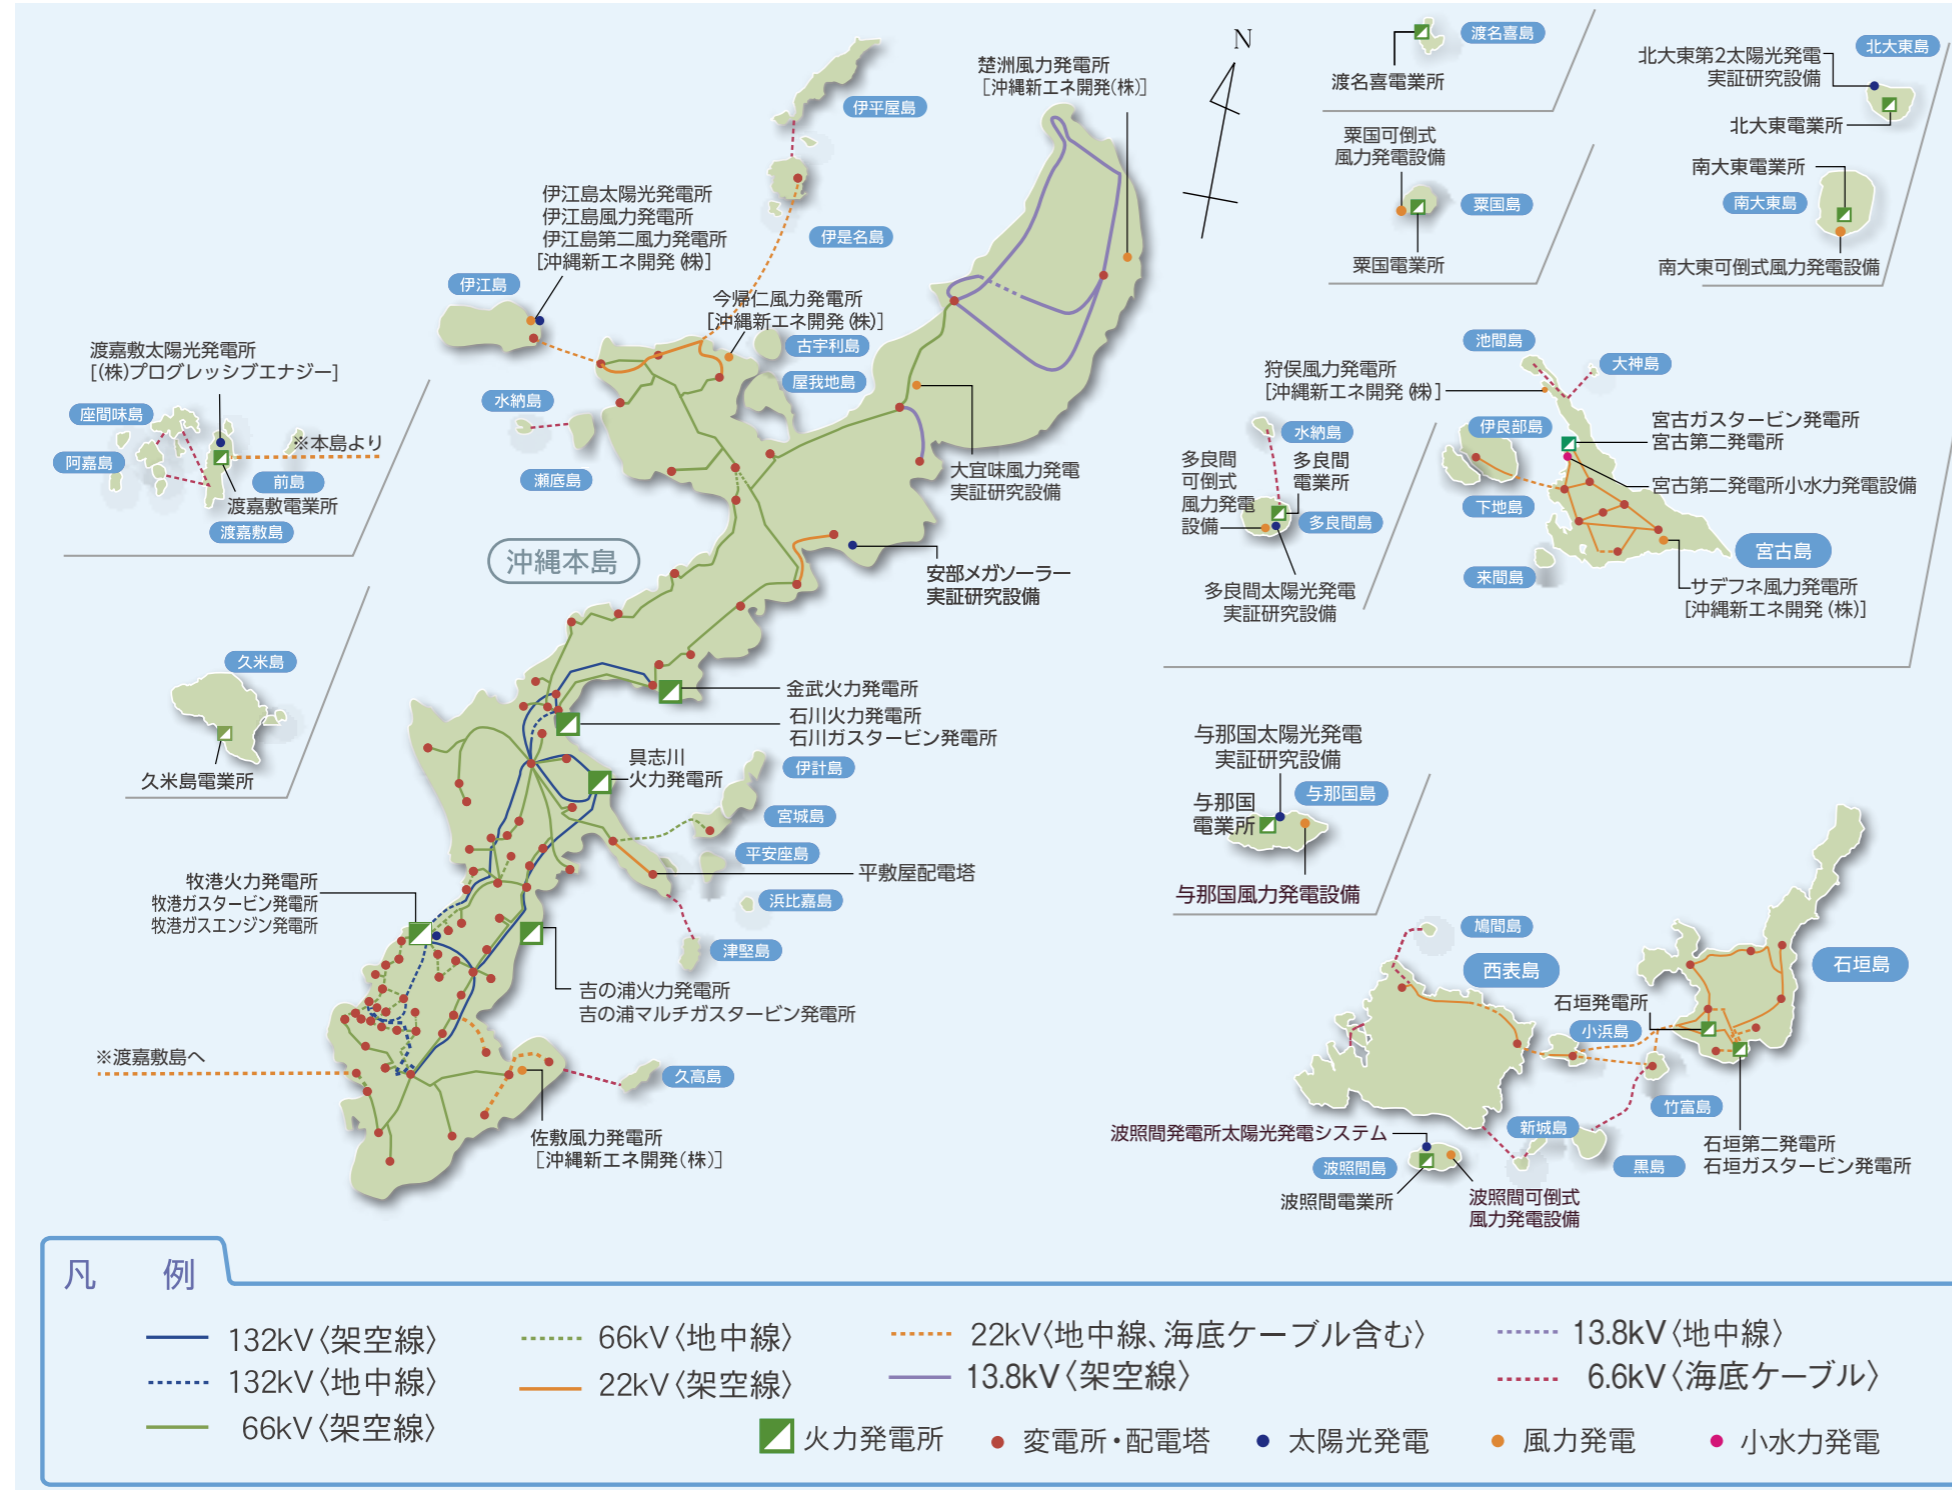 伊平屋島
楚洲風力発電所
［沖縄新エネ開発(株)］
N
渡名喜島
渡名喜電業所
北大東第2太陽光発電
実証研究設備
北大東島
北大東電業所
粟国可倒式
風力発電設備
粟国島
粟国電業所
南大東電業所
南大東島
南大東可倒式風力発電設備
伊江島太陽光発電所
伊江島風力発電所
伊江島第二風力発電所
[沖縄新エネ開発(株)]
伊是名島
伊江島
今帰仁風力発電所
[沖縄新エネ開発(株)]
古宇利島
屋我地島
水納島
瀬底島
渡嘉敷太陽光発電所
[(株)プログレッシブエナジー]
座間味島
※本島より
阿嘉島
前島
渡嘉敷電業所
渡嘉敷島
大宜味風力発電
実証研究設備
沖縄本島
安部メガソーラー
実証研究設備
池間島
大神島
狩俣風力発電所
[沖縄新エネ開発(株)]
宮古ガスタービン発電所
宮古第二発電所
伊良部島
宮古第二発電所小水力発電設備
下地島
宮古島
来間島
サデフネ風力発電所
[沖縄新エネ開発(株)]
水納島
多良間
可倒式
風力発電
設備
多良間
電業所
多良間島
多良間太陽光発電
実証研究設備
久米島
久米島電業所
金武火力発電所
石川火力発電所
石川ガスタービン発電所
具志川
火力発電所
伊計島
宮城島
平安座島
平敷屋配電塔
浜比嘉島
津堅島
牧港火力発電所
牧港ガスタービン発電所
牧港ガスエンジン発電所
吉の浦火力発電所
吉の浦マルチガスタービン発電所
※渡嘉敷島へ
久高島
佐敷風力発電所
［沖縄新エネ開発(株)］
与那国太陽光発電
実証研究設備
与那国島
与那国
電業所
与那国風力発電設備
鳩間島
西表島
石垣島
石垣発電所
小浜島
竹富島
新城島
黒島
石垣第二発電所
石垣ガスタービン発電所
波照間発電所太陽光発電システム
波照間島
波照間電業所
波照間可倒式
風力発電設備
凡 例
132kV〈架空線〉
132kV〈地中線〉
66kV〈架空線〉
66kV〈地中線〉
22kV〈架空線〉
22kV〈地中線、海底ケーブル含む〉
13.8kV〈架空線〉
13.8kV〈地中線〉
6.6kV〈海底ケーブル〉
火力発電所
変電所・配電塔
太陽光発電
風力発電
小水力発電